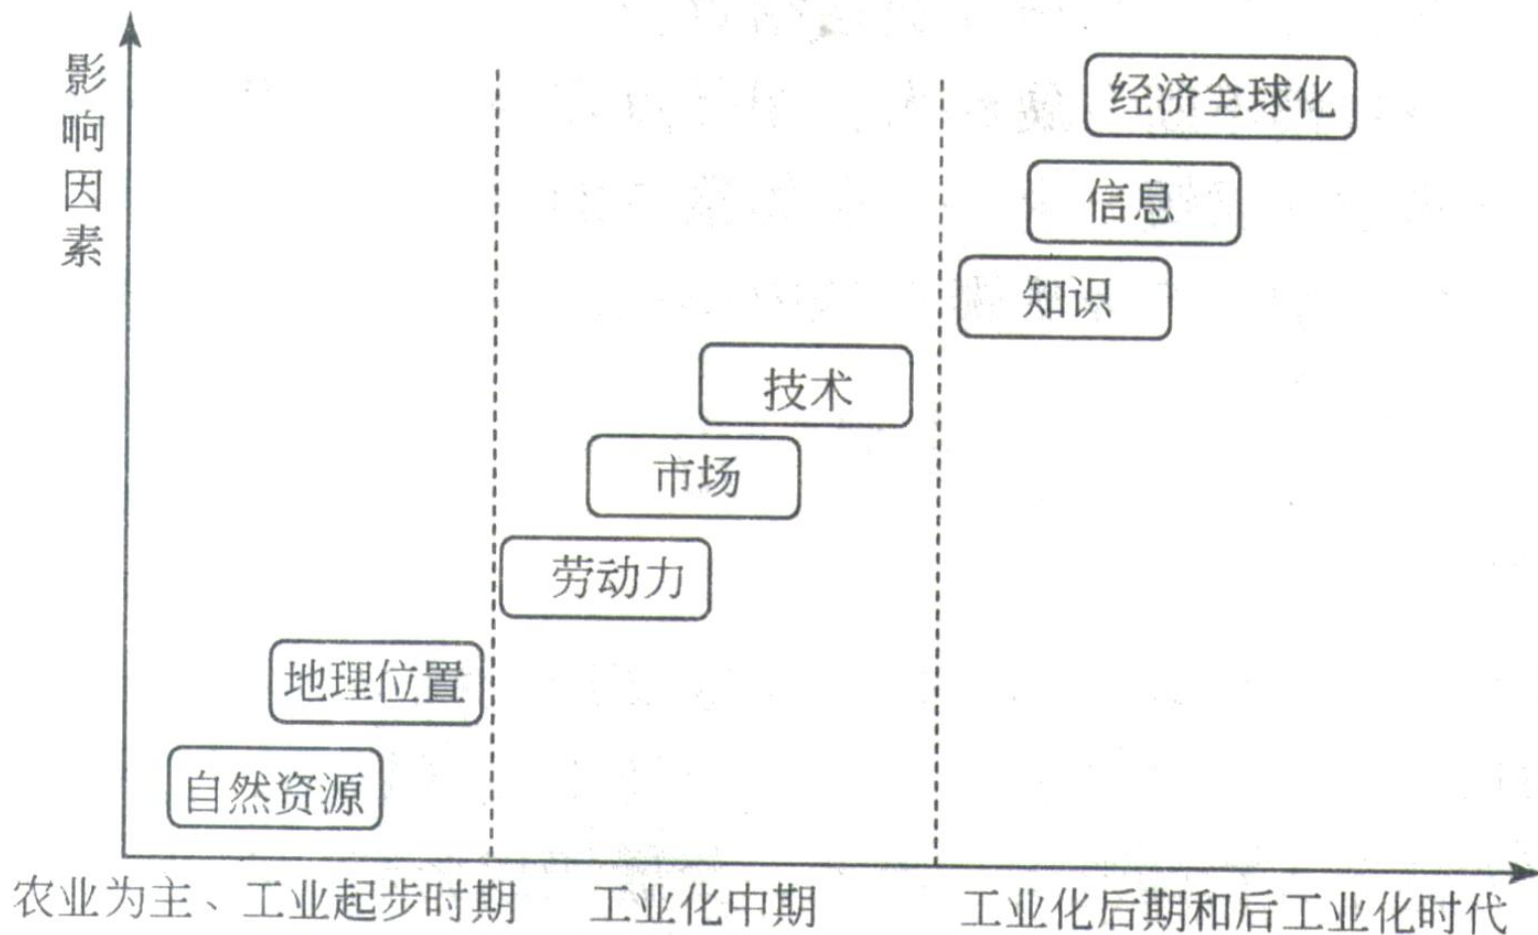 影响因素
经济全球化
信息
知识
技术
市场
劳动力
地理位置
自然资源
农业为主、工业起步时期
工业化中期
工业化后期和后工业化时代